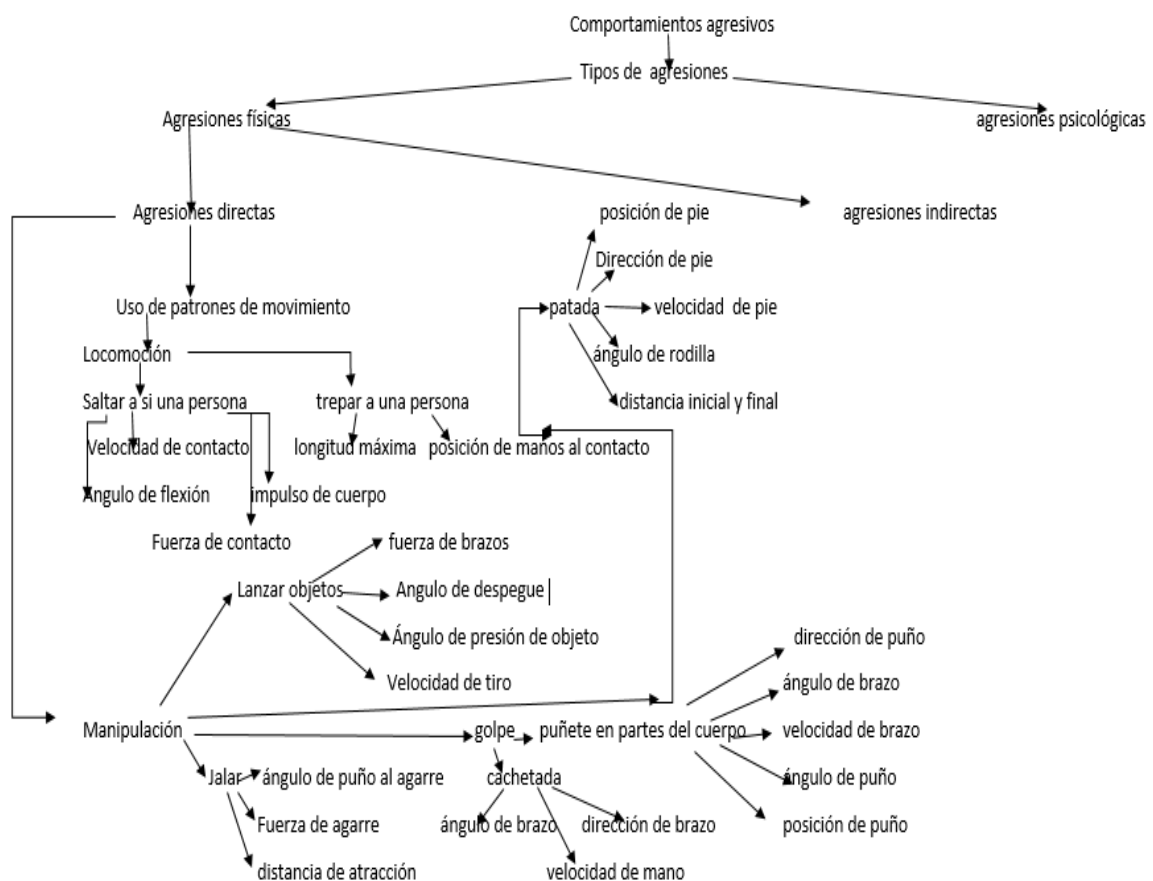 Comportamientos agresivos
Tipos de agresiones
Agresiones físicas
agresiones psicológicas
Agresiones directas
posición de pie
agresiones indirectas
Dirección de pie
Uso de patrones de movimiento
patada
velocidad de pie
Locomoción
ángulo de rodilla
Saltar a si una persona
trepar a una persona
distancia inicial y final
Velocidad de contacto
longitud máxima
posición de manos al contacto
Angulo de flexión
impulso de cuerpo
Fuerza de contacto
fuerza de brazos
Lanzar objetos
Angulo de despegue
Ángulo de presión de objeto
dirección de puño
Velocidad de tiro
ángulo de brazo
Manipulación
golpe
puñete en partes del cuerpo
velocidad de brazo
Jalar
ángulo de puño al agarre
cachetada
ángulo de puño
Fuerza de agarre
ángulo de brazo
dirección de brazo
posición de puño
distancia de atracción
velocidad de mano